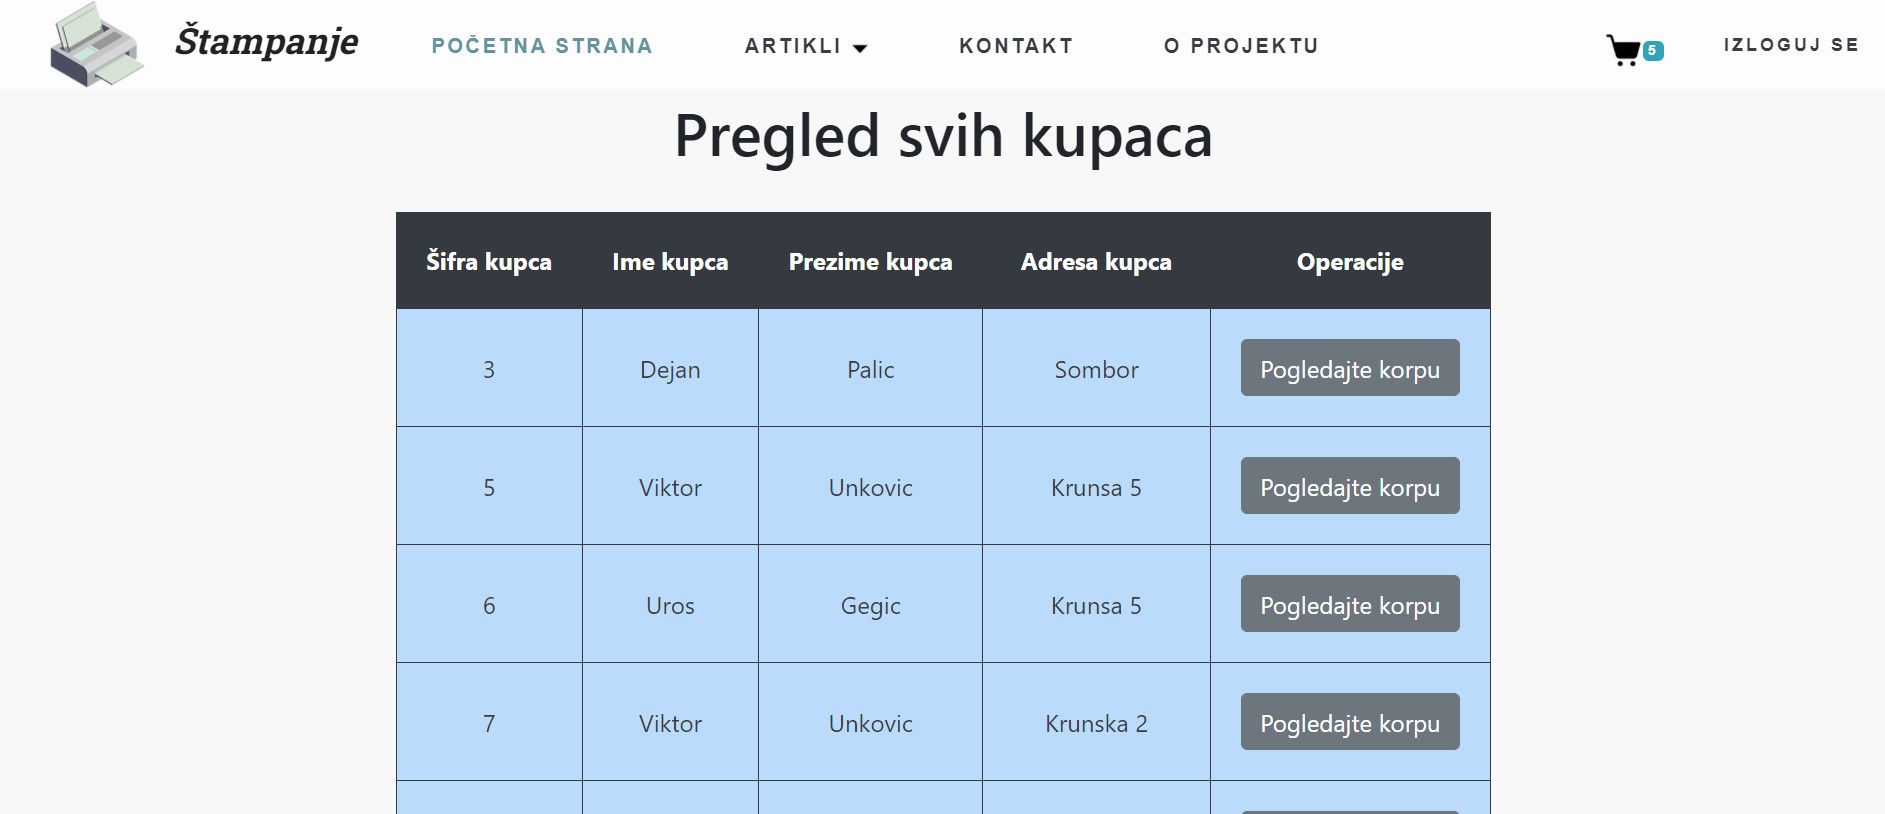 Štampanje POČETNA STRANA ARTIKLI KONTAKT O PROJEKTU 5 IZLOGUJ SE
Pregled svih kupaca
Šifra kupca Ime kupca Prezime kupca Adresa kupca Operacije
3 Dejan Palic Sombor Pogledajte korpu
5 Viktor Unkovic Krunsa 5 Pogledajte korpu
6 Uros Gegic Krunsa 5 Pogledajte korpu
7 Viktor Unkovic Krunska 2 Pogledajte korpu